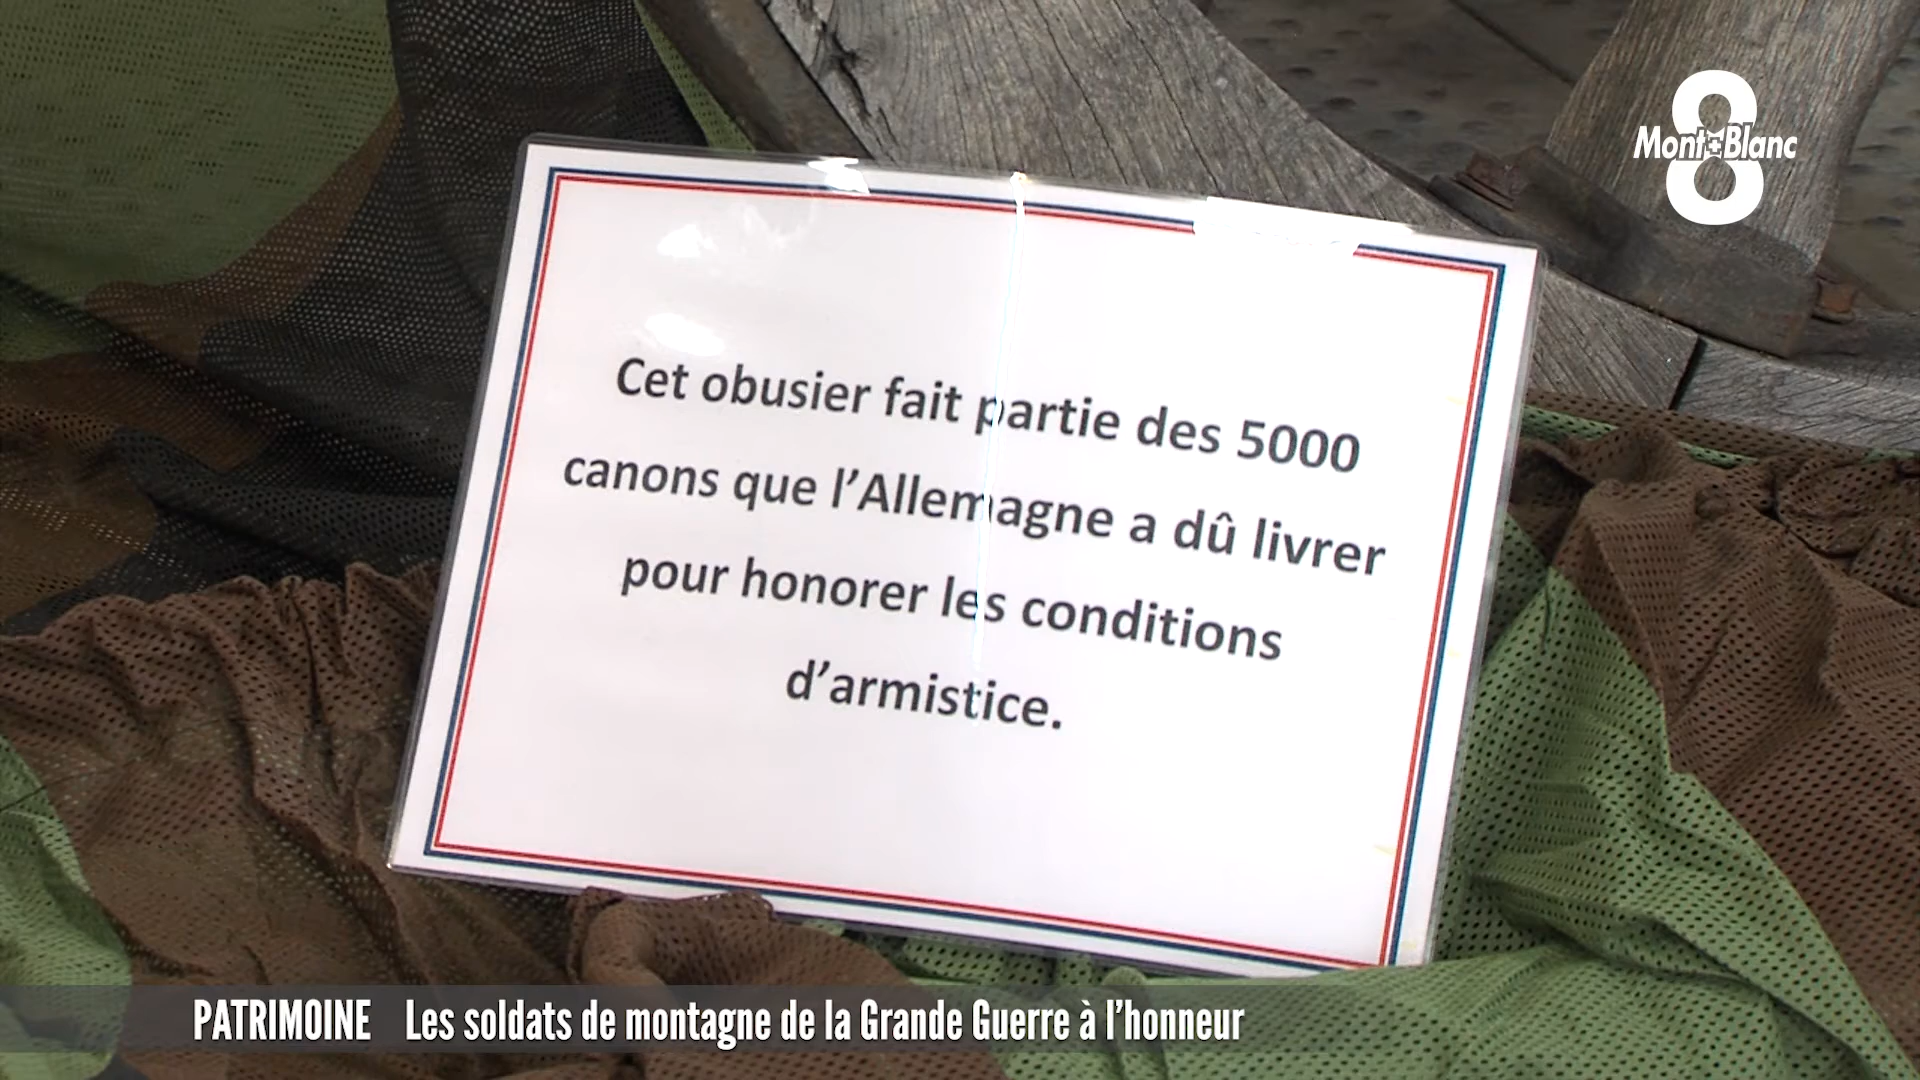 8
Mont-Blanc
Cet obusier fait partie des 5000
canons que l'Allemagne a dû livrer
pour honorer les conditions
d'armistice.
PATRIMOINE Les soldats de montagne de la Grande Guerre à l'honneur